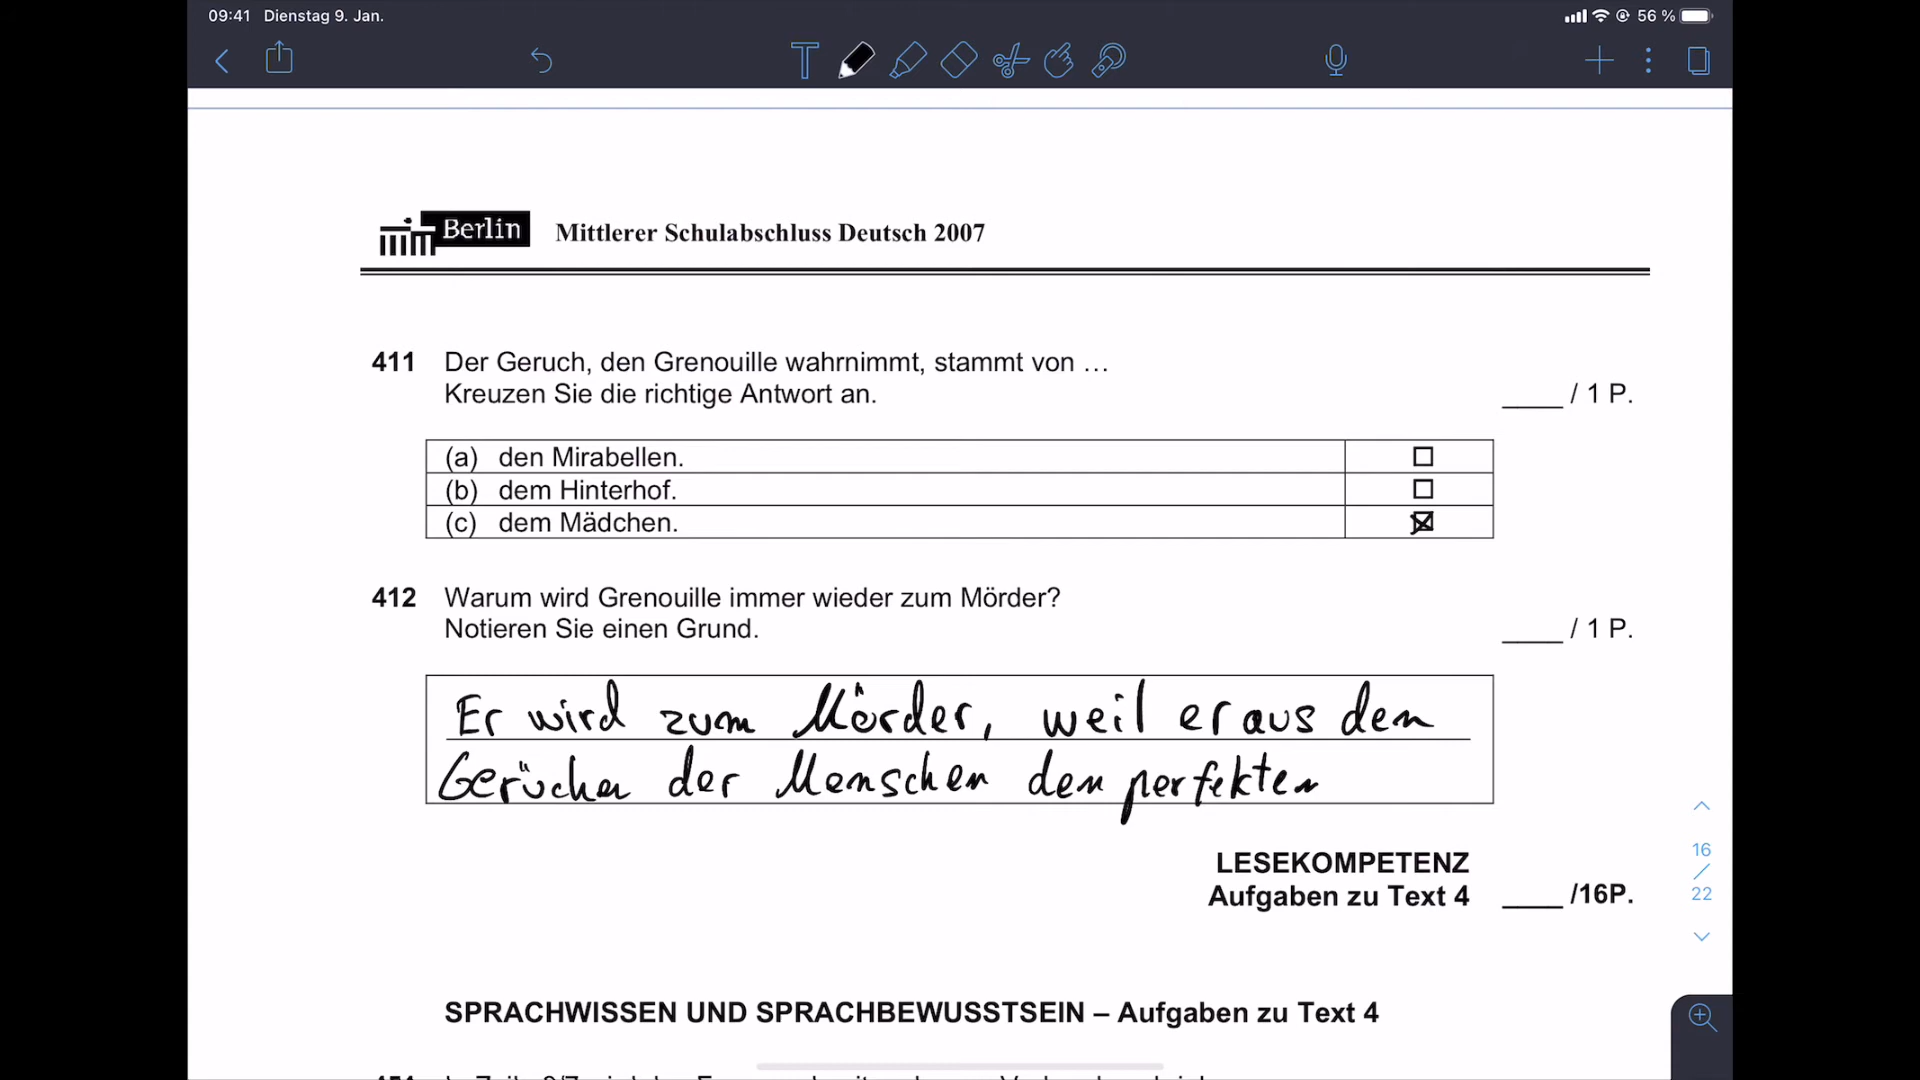 09:41 Dienstag 9. Jan.
56 %
Berlin
Mittlerer Schulabschluss Deutsch 2007
411 Der Geruch, den Grenouille wahrnimmt, stammt von …
Kreuzen Sie die richtige Antwort an.
____ / 1 P.
(a) den Mirabellen. ☐
(b) dem Hinterhof. ☐
(c) dem Mädchen. ☒
412 Warum wird Grenouille immer wieder zum Mörder?
Notieren Sie einen Grund.
____ / 1 P.
Er wird zum Mörder, weil er aus den
Gerüchen der Menschen den perfekten
LESEKOMPETENZ
Aufgaben zu Text 4 ____ /16P.
16
/
22
SPRACHWISSEN UND SPRACHBEWUSSTSEIN – Aufgaben zu Text 4